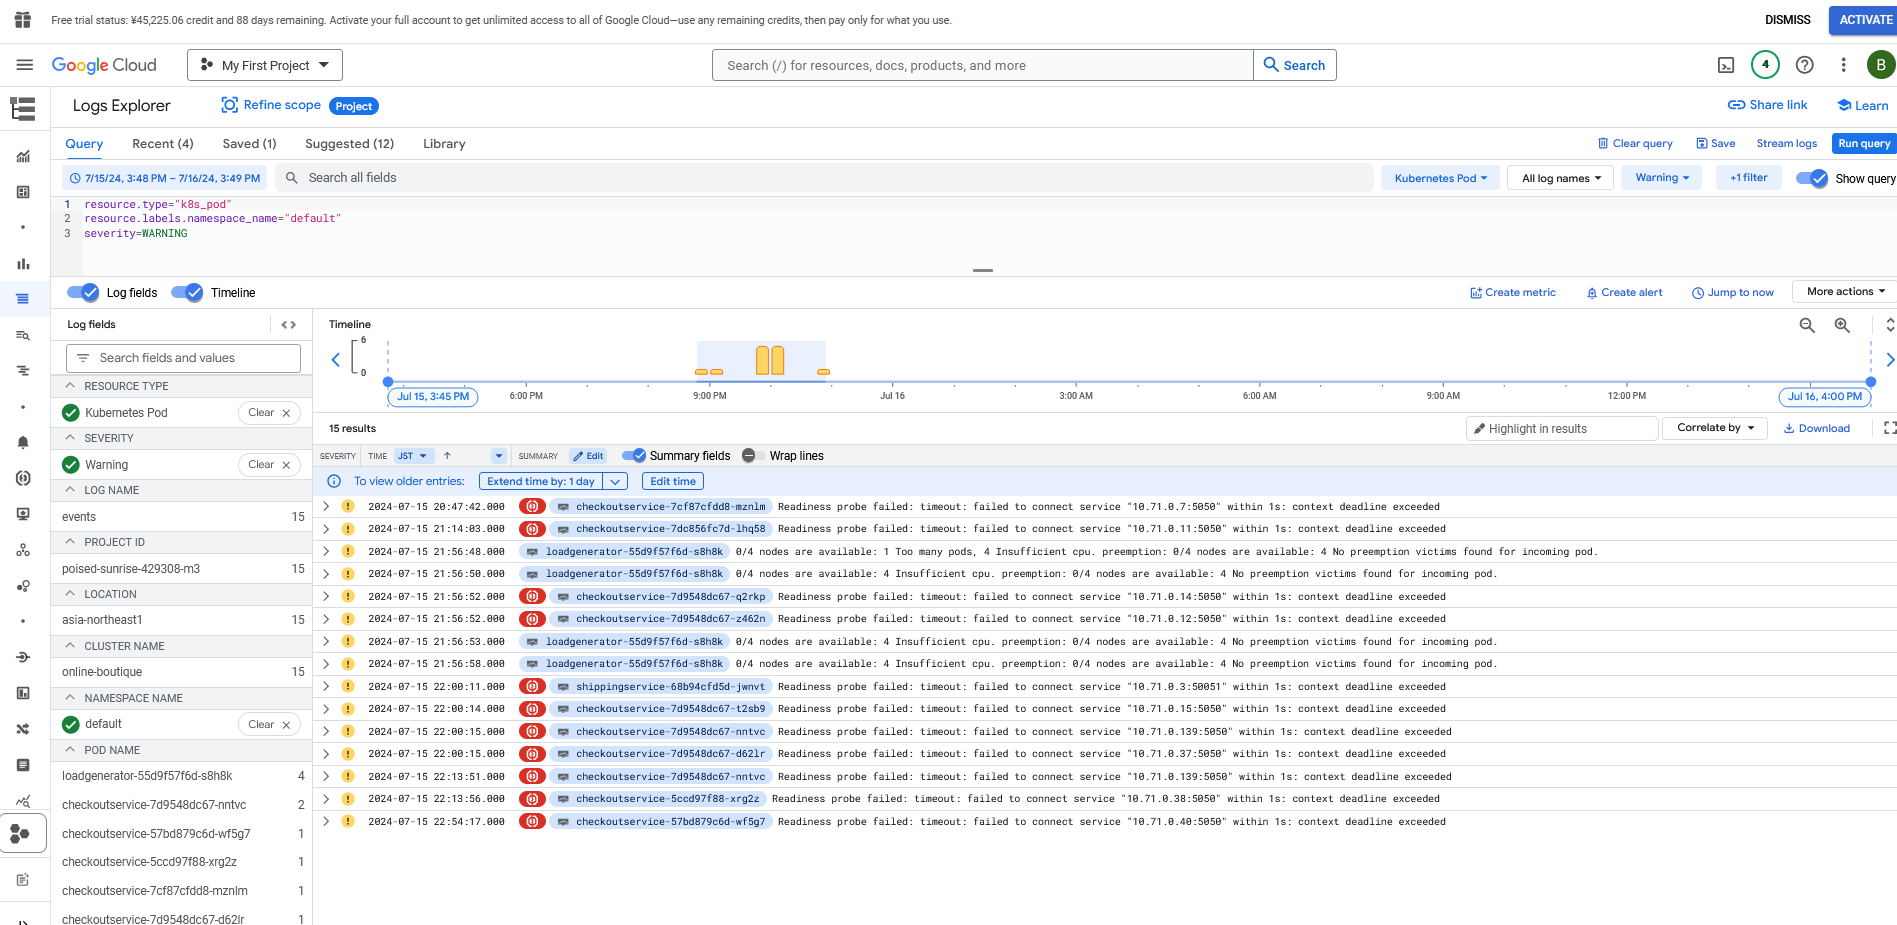 Free trial status: ¥45,225.06 credit and 88 days remaining. Activate your full account to get unlimited access to all of Google Cloud—use any remaining credits, then pay only for what you use.
DISMISS
ACTIVATE
Google Cloud
My First Project
Search (/) for resources, docs, products, and more
Search
4
B
Logs Explorer
Refine scope
Project
Share link
Learn
Query
Recent (4)
Saved (1)
Suggested (12)
Library
Clear query
Save
Stream logs
Run query
7/15/24, 3:48 PM – 7/16/24, 3:49 PM
Search all fields
Kubernetes Pod
All log names
Warning
+1 filter
Show query
1 resource.type="k8s_pod"
2 resource.labels.namespace_name="default"
3 severity=WARNING
Log fields
Timeline
Create metric
Create alert
Jump to now
More actions
Log fields
Search fields and values
RESOURCE TYPE
Kubernetes Pod
Clear
SEVERITY
Warning
Clear
LOG NAME
events 15
PROJECT ID
poised-sunrise-429308-m3 15
LOCATION
asia-northeast1 15
CLUSTER NAME
online-boutique 15
NAMESPACE NAME
default
Clear
POD NAME
loadgenerator-55d9f57f6d-s8h8k 4
checkoutservice-7d9548dc67-nntvc 2
checkoutservice-57bd879c6d-wf5g7 1
checkoutservice-5ccd97f88-xrg2z 1
checkoutservice-7cf87cfdd8-mznlm 1
checkoutservice-7d9548dc67-d62lr 1
Timeline
6
0
Jul 15, 3:45 PM
6:00 PM
9:00 PM
Jul 16
3:00 AM
6:00 AM
9:00 AM
12:00 PM
Jul 16, 4:00 PM
15 results
Highlight in results
Correlate by
Download
SEVERITY
TIME
JST
SUMMARY
Edit
Summary fields
Wrap lines
To view older entries:
Extend time by: 1 day
Edit time
2024-07-15 20:47:42.000 checkoutservice-7cf87cfdd8-mznlm Readiness probe failed: timeout: failed to connect service "10.71.0.7:5050" within 1s: context deadline exceeded
2024-07-15 21:14:03.000 checkoutservice-7dc856fc7d-lhq58 Readiness probe failed: timeout: failed to connect service "10.71.0.11:5050" within 1s: context deadline exceeded
2024-07-15 21:56:48.000 loadgenerator-55d9f57f6d-s8h8k 0/4 nodes are available: 1 Too many pods, 4 Insufficient cpu. preemption: 0/4 nodes are available: 4 No preemption victims found for incoming pod.
2024-07-15 21:56:50.000 loadgenerator-55d9f57f6d-s8h8k 0/4 nodes are available: 4 Insufficient cpu. preemption: 0/4 nodes are available: 4 No preemption victims found for incoming pod.
2024-07-15 21:56:52.000 checkoutservice-7d9548dc67-q2rkp Readiness probe failed: timeout: failed to connect service "10.71.0.14:5050" within 1s: context deadline exceeded
2024-07-15 21:56:52.000 checkoutservice-7d9548dc67-z462n Readiness probe failed: timeout: failed to connect service "10.71.0.12:5050" within 1s: context deadline exceeded
2024-07-15 21:56:53.000 loadgenerator-55d9f57f6d-s8h8k 0/4 nodes are available: 4 Insufficient cpu. preemption: 0/4 nodes are available: 4 No preemption victims found for incoming pod.
2024-07-15 21:56:58.000 loadgenerator-55d9f57f6d-s8h8k 0/4 nodes are available: 4 Insufficient cpu. preemption: 0/4 nodes are available: 4 No preemption victims found for incoming pod.
2024-07-15 22:00:11.000 shippingservice-68b94cfd5d-jwnvt Readiness probe failed: timeout: failed to connect service "10.71.0.3:50051" within 1s: context deadline exceeded
2024-07-15 22:00:14.000 checkoutservice-7d9548dc67-t2sb9 Readiness probe failed: timeout: failed to connect service "10.71.0.15:5050" within 1s: context deadline exceeded
2024-07-15 22:00:15.000 checkoutservice-7d9548dc67-nntvc Readiness probe failed: timeout: failed to connect service "10.71.0.139:5050" within 1s: context deadline exceeded
2024-07-15 22:00:15.000 checkoutservice-7d9548dc67-d62lr Readiness probe failed: timeout: failed to connect service "10.71.0.37:5050" within 1s: context deadline exceeded
2024-07-15 22:13:51.000 checkoutservice-7d9548dc67-nntvc Readiness probe failed: timeout: failed to connect service "10.71.0.139:5050" within 1s: context deadline exceeded
2024-07-15 22:13:56.000 checkoutservice-5ccd97f88-xrg2z Readiness probe failed: timeout: failed to connect service "10.71.0.38:5050" within 1s: context deadline exceeded
2024-07-15 22:54:17.000 checkoutservice-57bd879c6d-wf5g7 Readiness probe failed: timeout: failed to connect service "10.71.0.40:5050" within 1s: context deadline exceeded